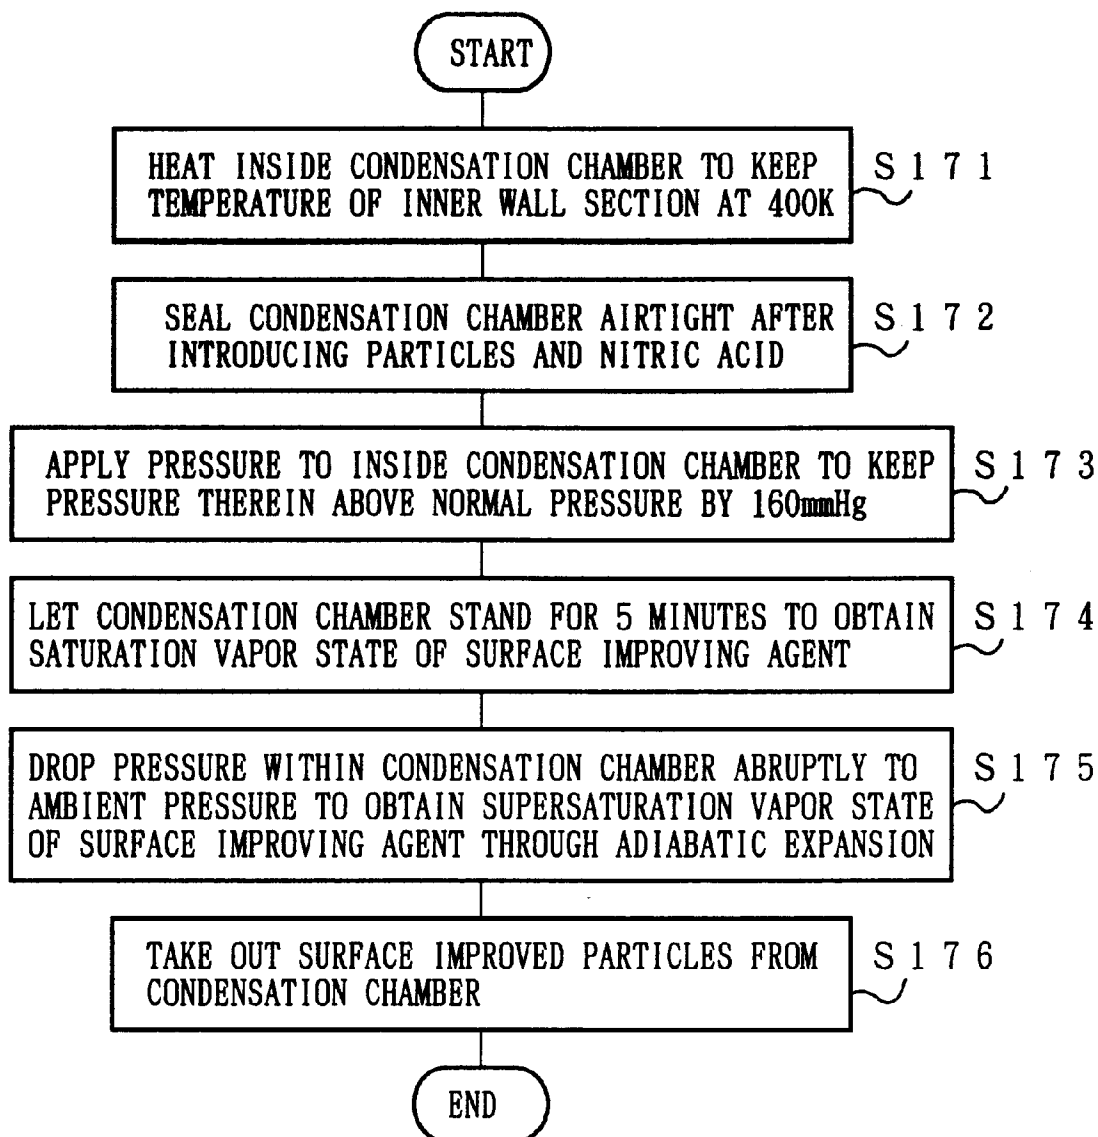 START
HEAT INSIDE CONDENSATION CHAMBER TO KEEP
TEMPERATURE OF INNER WALL SECTION AT 400K
S171
SEAL CONDENSATION CHAMBER AIRTIGHT AFTER
INTRODUCING PARTICLES AND NITRIC ACID
S172
APPLY PRESSURE TO INSIDE CONDENSATION CHAMBER TO KEEP
PRESSURE THEREIN ABOVE NORMAL PRESSURE BY 160mmHg
S173
LET CONDENSATION CHAMBER STAND FOR 5 MINUTES TO OBTAIN
SATURATION VAPOR STATE OF SURFACE IMPROVING AGENT
S174
DROP PRESSURE WITHIN CONDENSATION CHAMBER ABRUPTLY TO
AMBIENT PRESSURE TO OBTAIN SUPERSATURATION VAPOR STATE
OF SURFACE IMPROVING AGENT THROUGH ADIABATIC EXPANSION
S175
TAKE OUT SURFACE IMPROVED PARTICLES FROM
CONDENSATION CHAMBER
S176
END